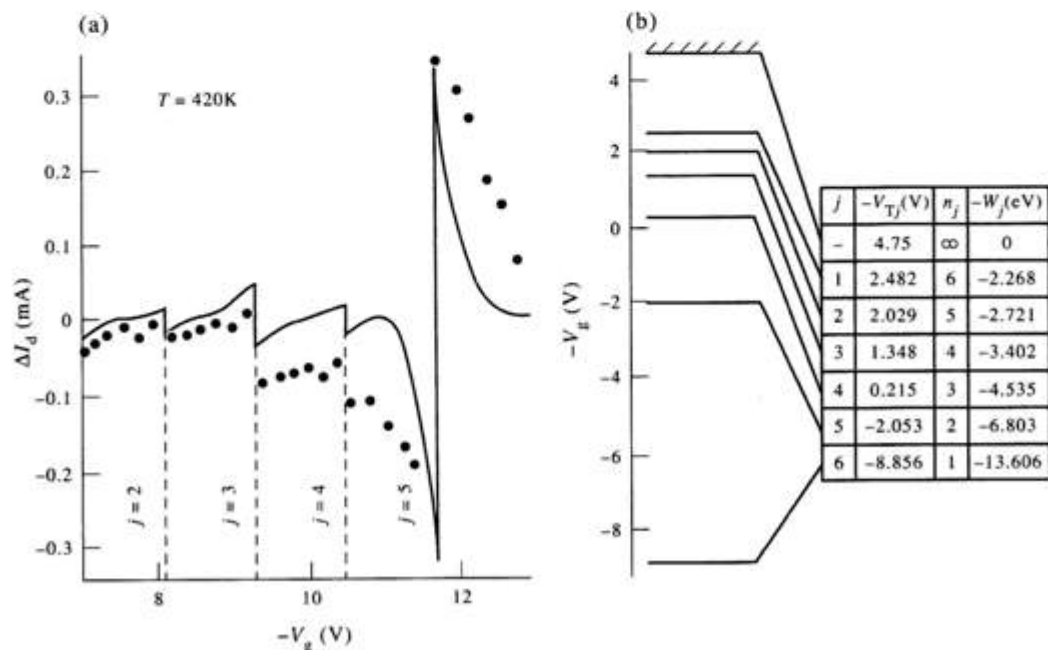 (a)
T = 420K
0.3
0.2
0.1
0
−0.1
−0.2
−0.3
ΔI_d (mA)
j = 2
j = 3
j = 4
j = 5
8
10
12
−V_g (V)
(b)
4
2
0
−2
−4
−6
−8
−V_g (V)
j −V_Tj(V) n_j −W_j(eV)
– 4.75 ∞ 0
1 2.482 6 −2.268
2 2.029 5 −2.721
3 1.348 4 −3.402
4 0.215 3 −4.535
5 −2.053 2 −6.803
6 −8.856 1 −13.606